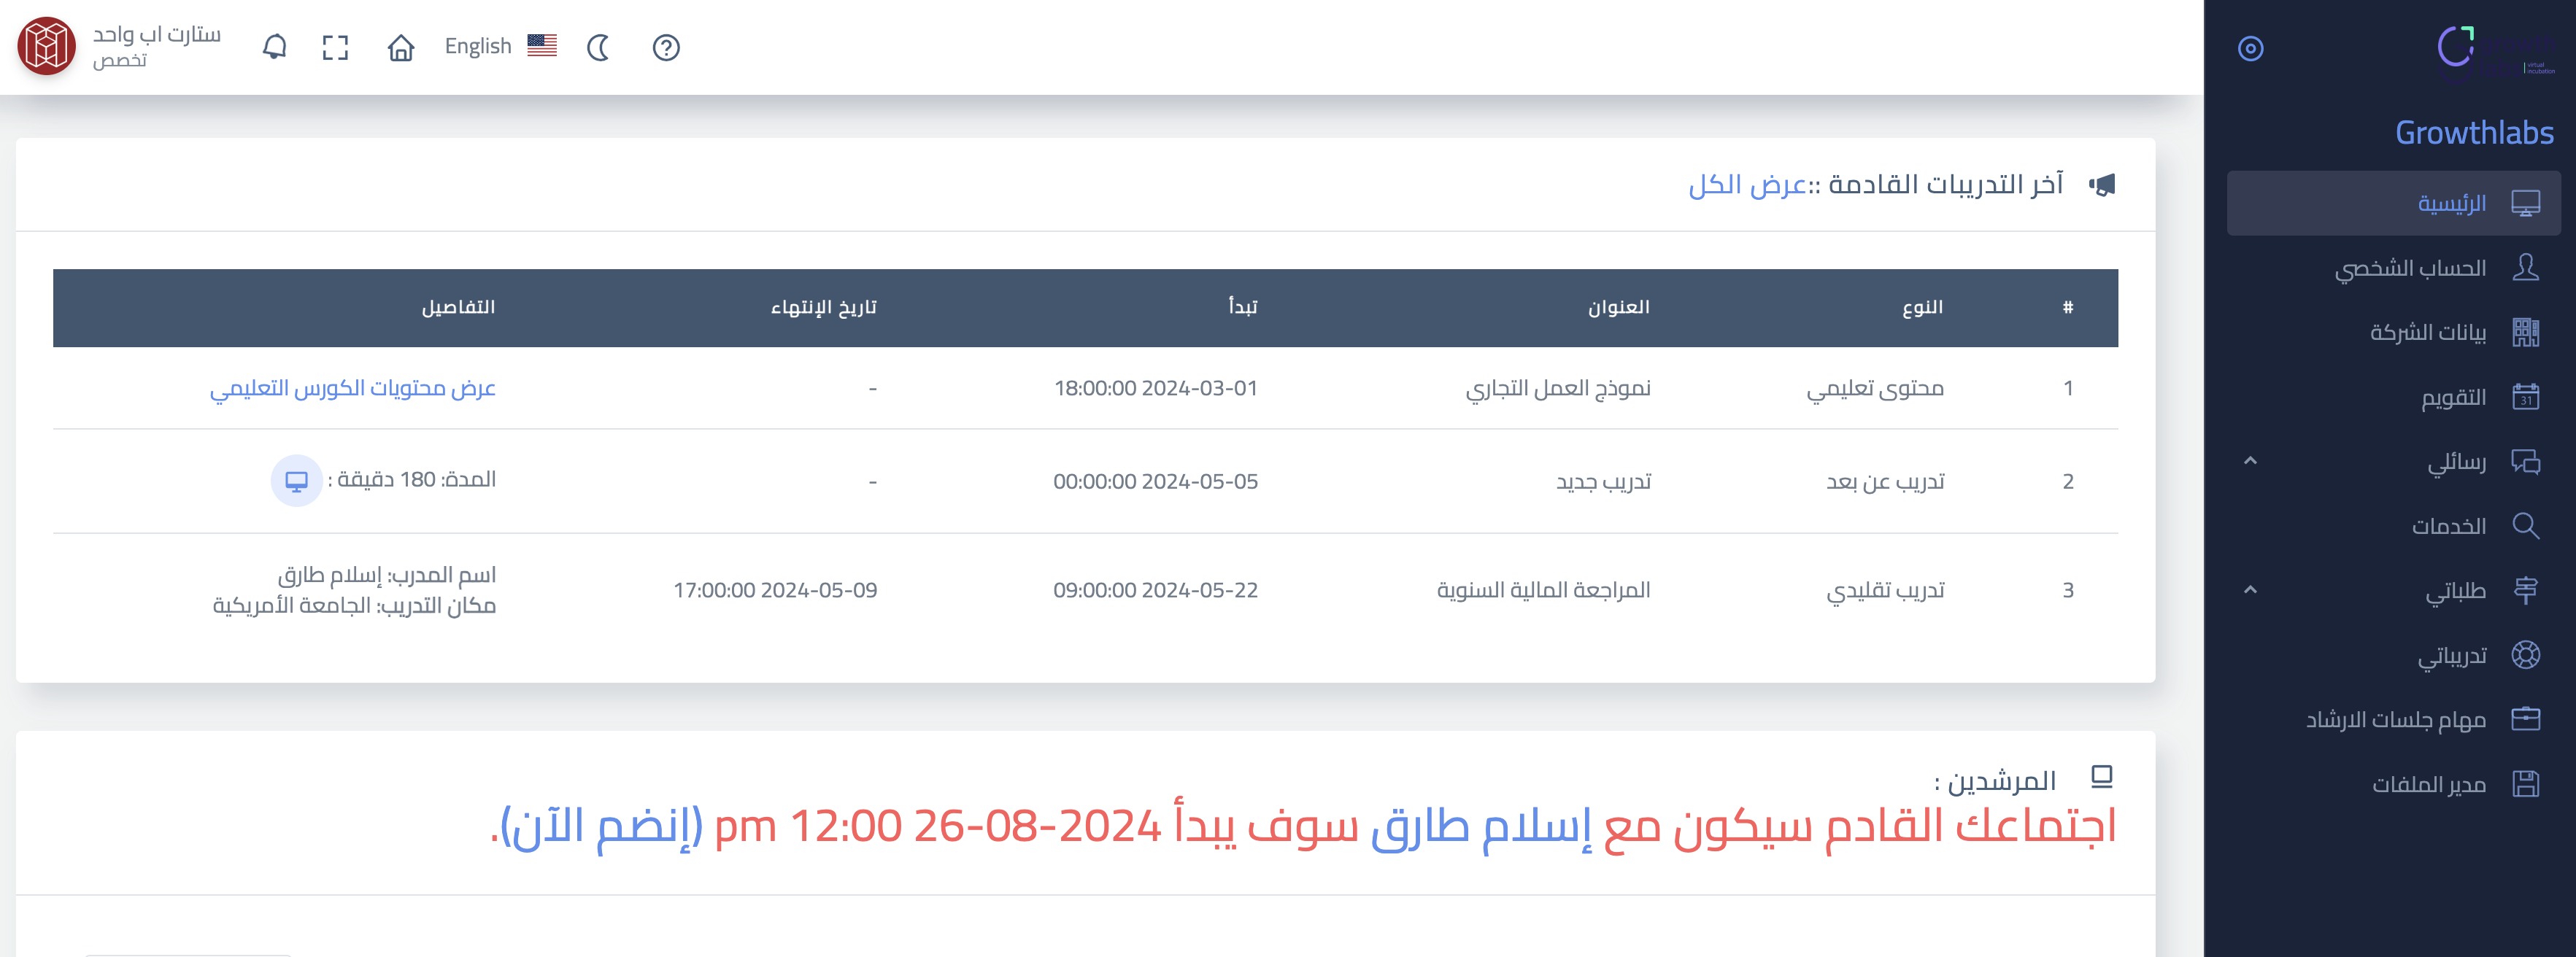 ستارت اب واحد
تخصص
English
virtual
incubation
Growthlabs
الرئيسية
الحساب الشخصي
بيانات الشركة
التقويم
31
رسائلي
الخدمات
طلباتي
تدريباتي
مهام جلسات الارشاد
مدير الملفات
آخر التدريبات القادمة ::عرض الكل
# النوع العنوان تبدأ تاريخ الإنتهاء التفاصيل
1 محتوى تعليمي نموذج العمل التجاري 2024-03-01 18:00:00 - عرض محتويات الكورس التعليمي
2 تدريب عن بعد تدريب جديد 2024-05-05 00:00:00 - المدة: 180 دقيقة :
3 تدريب تقليدي المراجعة المالية السنوية 2024-05-22 09:00:00 2024-05-09 17:00:00 اسم المدرب: إسلام طارق
مكان التدريب: الجامعة الأمريكية
المرشدين :
اجتماعك القادم سيكون مع إسلام طارق سوف يبدأ 2024-08-26 12:00 pm (إنضم الآن).